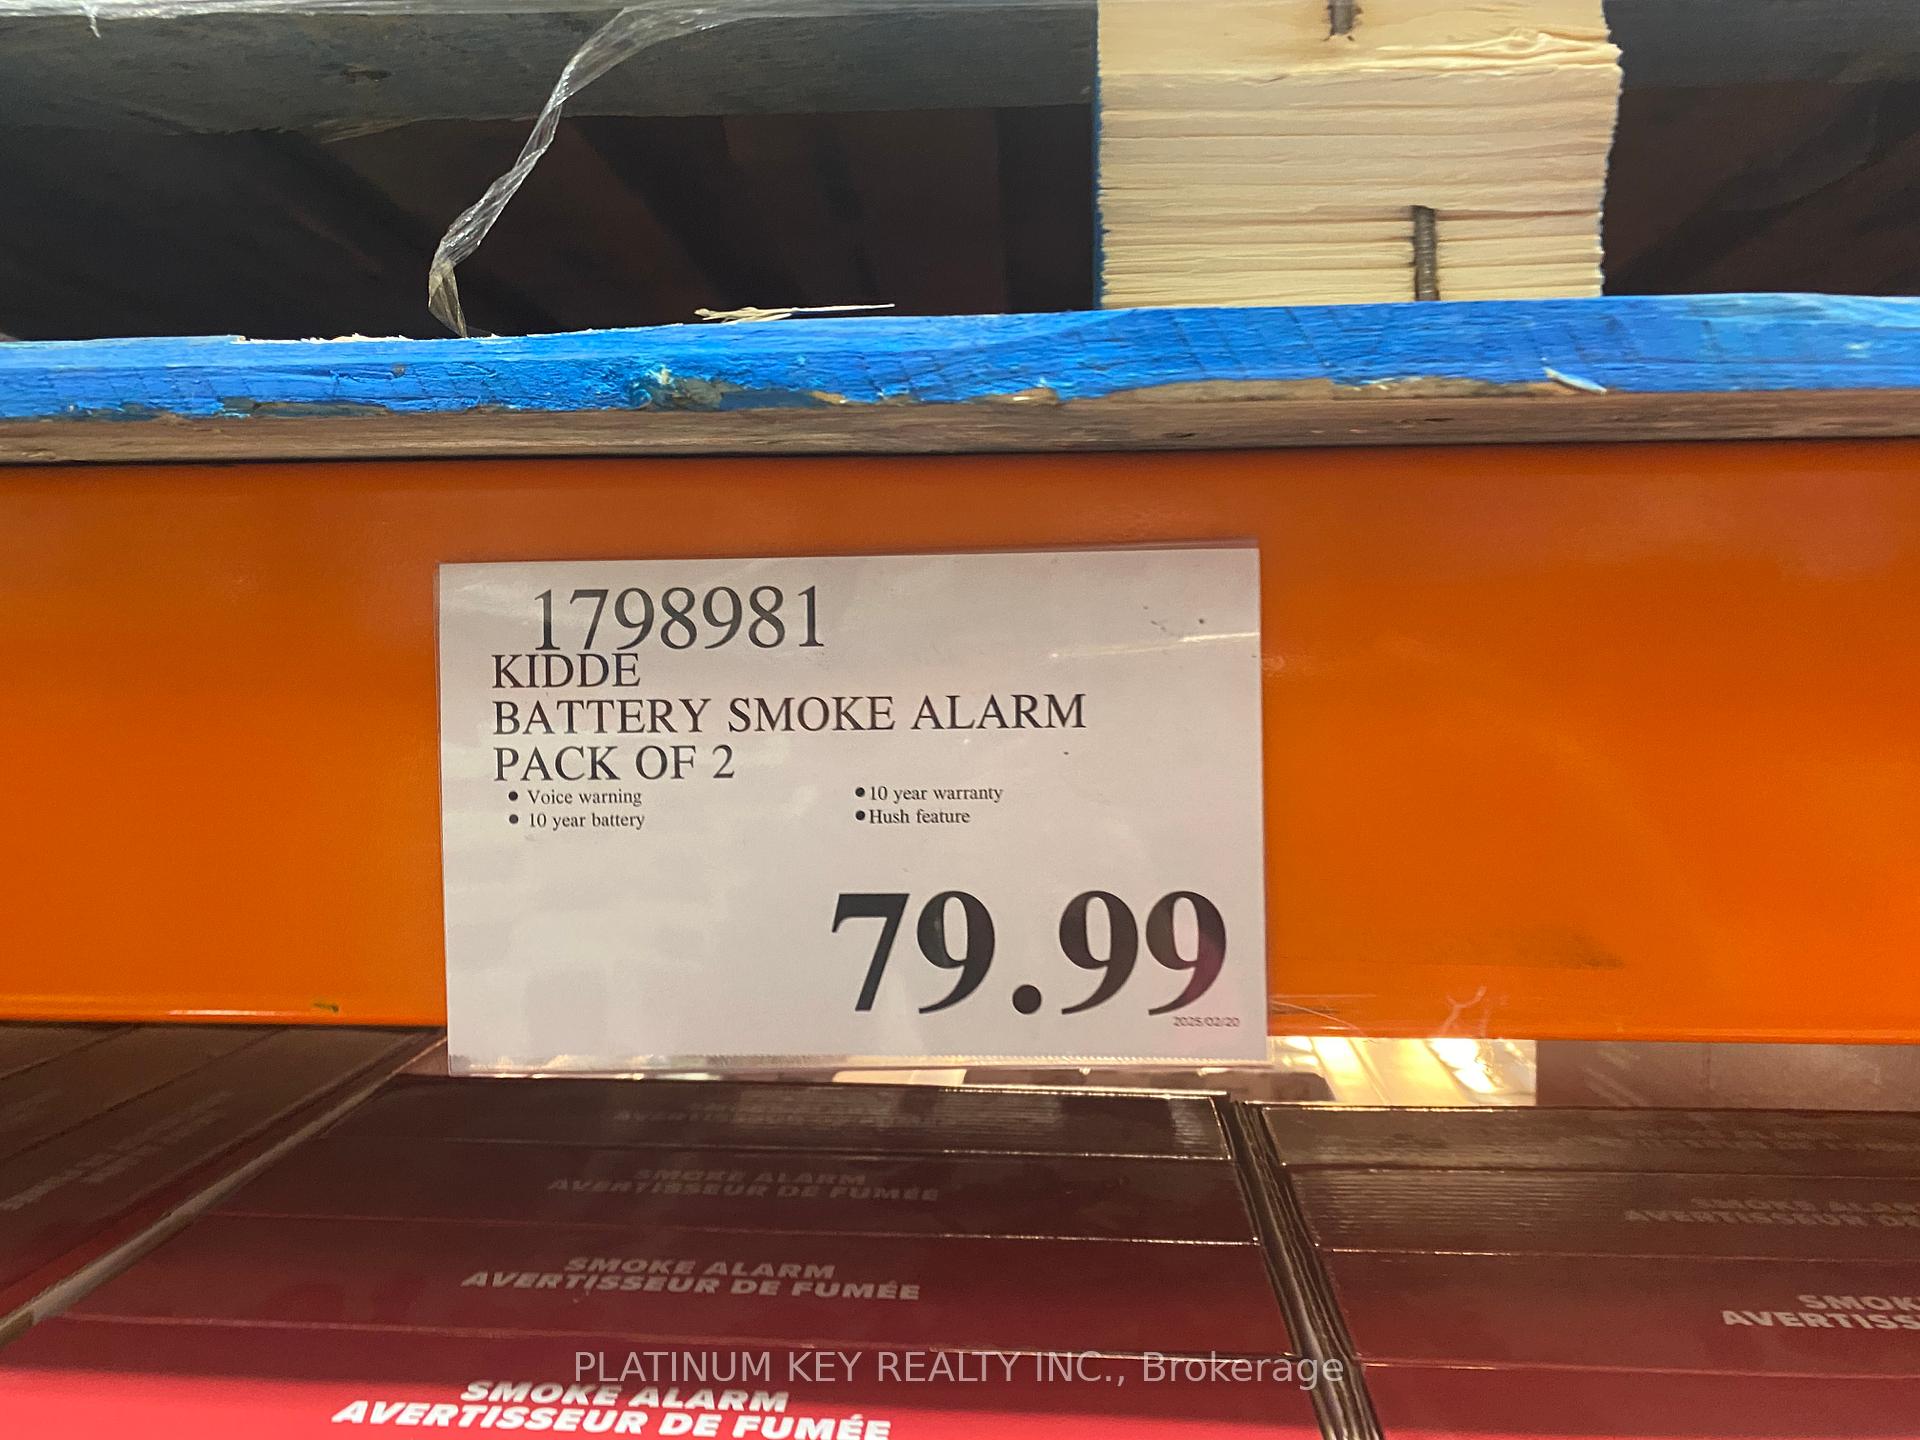 1798981
KIDDE
BATTERY SMOKE ALARM
PACK OF 2
• Voice warning
• 10 year warranty
• 10 year battery
• Hush feature
79.99
2025/02/20
SMOKE ALARM
AVERTISSEUR DE FUMÉE
SMOKE ALARM
AVERTISSEUR DE FUMÉE
SMOKE ALARM
AVERTISSEUR DE FUMÉE
PLATINUM KEY REALTY INC., Brokerage